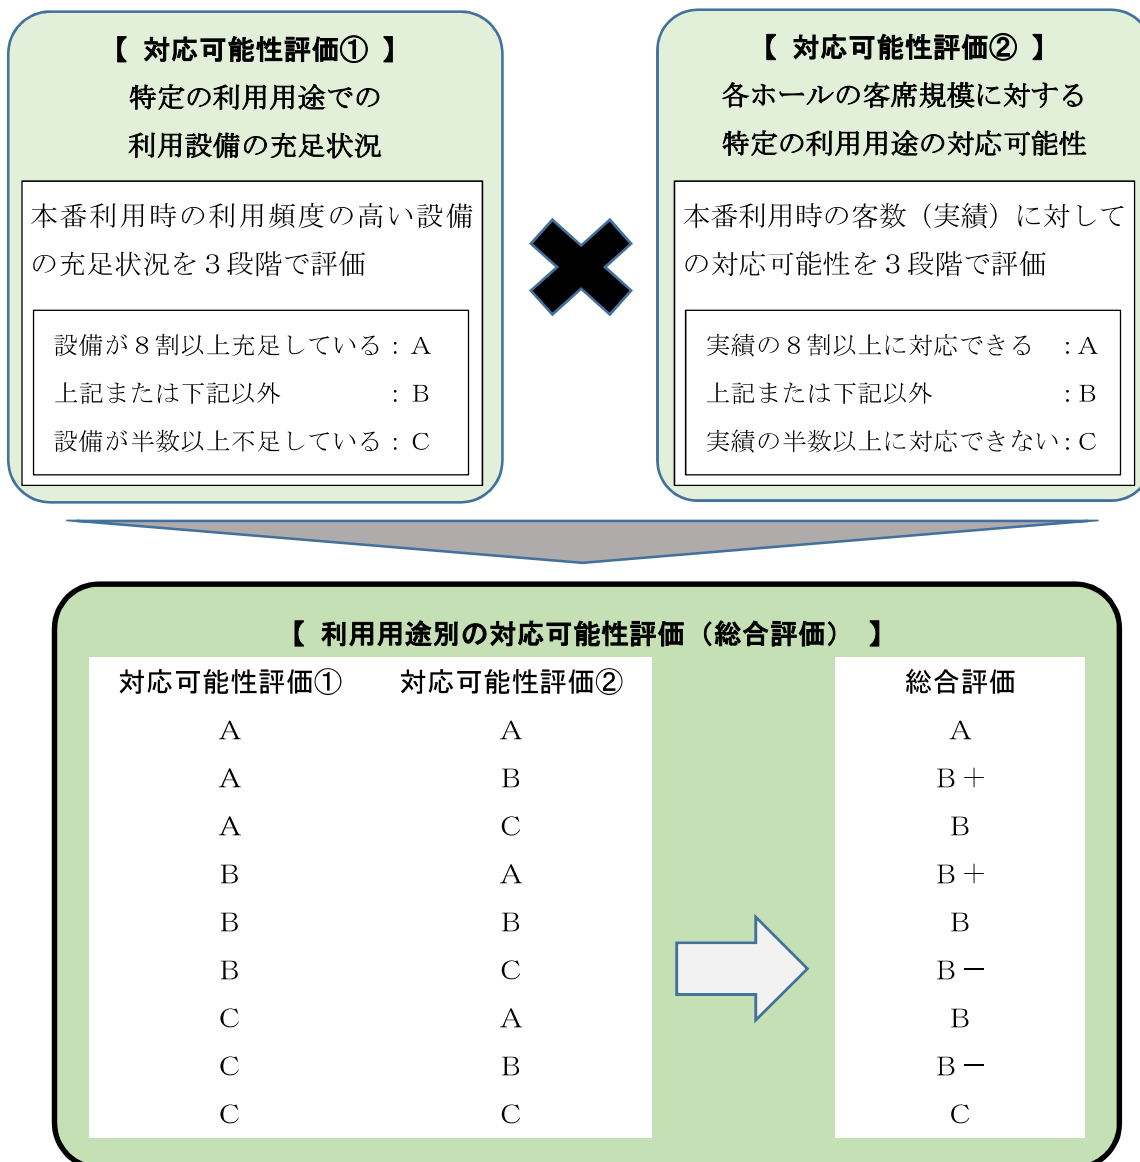 【 対応可能性評価① 】
特定の利用用途での
利用設備の充足状況
本番利用時の利用頻度の高い設備
の充足状況を３段階で評価
設備が８割以上充足している：Ａ
上記または下記以外　　　　：Ｂ
設備が半数以上不足している：Ｃ
【 対応可能性評価② 】
各ホールの客席規模に対する
特定の利用用途の対応可能性
本番利用時の客数（実績）に対して
の対応可能性を３段階で評価
実績の８割以上に対応できる　：Ａ
上記または下記以外　　　　　：Ｂ
実績の半数以上に対応できない：Ｃ
【 利用用途別の対応可能性評価（総合評価） 】
対応可能性評価① 対応可能性評価② 総合評価
Ａ Ａ Ａ
Ａ Ｂ Ｂ＋
Ａ Ｃ Ｂ
Ｂ Ａ Ｂ＋
Ｂ Ｂ Ｂ
Ｂ Ｃ Ｂ－
Ｃ Ａ Ｂ
Ｃ Ｂ Ｂ－
Ｃ Ｃ Ｃ